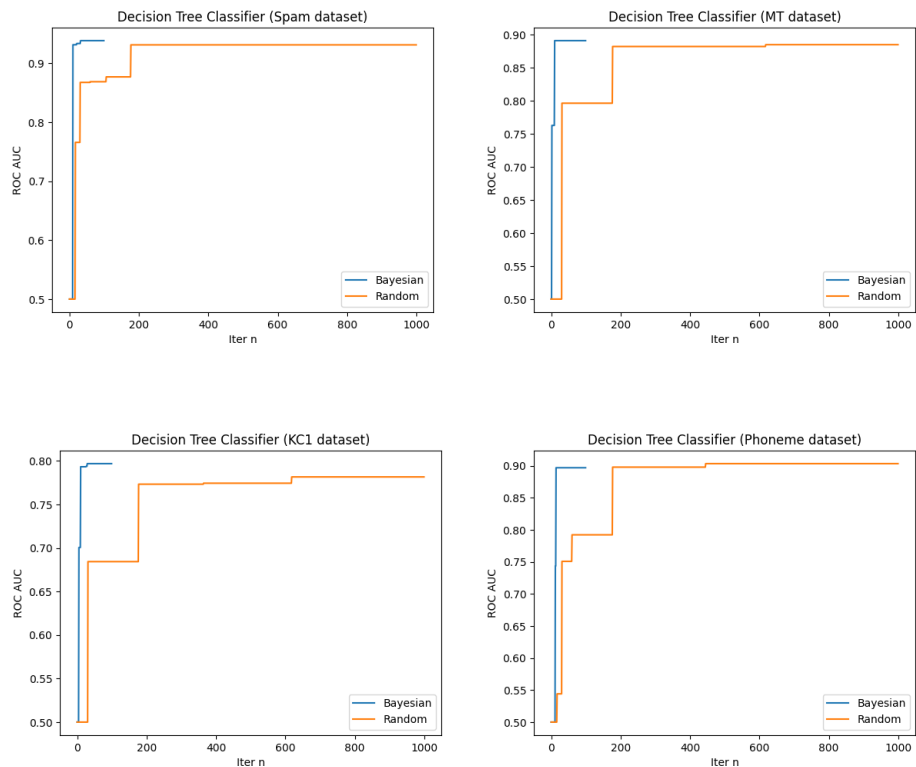 Decision Tree Classifier (Spam dataset)
ROC AUC
0.9
0.8
0.7
0.6
0.5
0
200
400
600
800
1000
Iter n
Bayesian
Random
Decision Tree Classifier (MT dataset)
ROC AUC
0.90
0.85
0.80
0.75
0.70
0.65
0.60
0.55
0.50
0
200
400
600
800
1000
Iter n
Bayesian
Random
Decision Tree Classifier (KC1 dataset)
ROC AUC
0.80
0.75
0.70
0.65
0.60
0.55
0.50
0
200
400
600
800
1000
Iter n
Bayesian
Random
Decision Tree Classifier (Phoneme dataset)
ROC AUC
0.90
0.85
0.80
0.75
0.70
0.65
0.60
0.55
0.50
0
200
400
600
800
1000
Iter n
Bayesian
Random